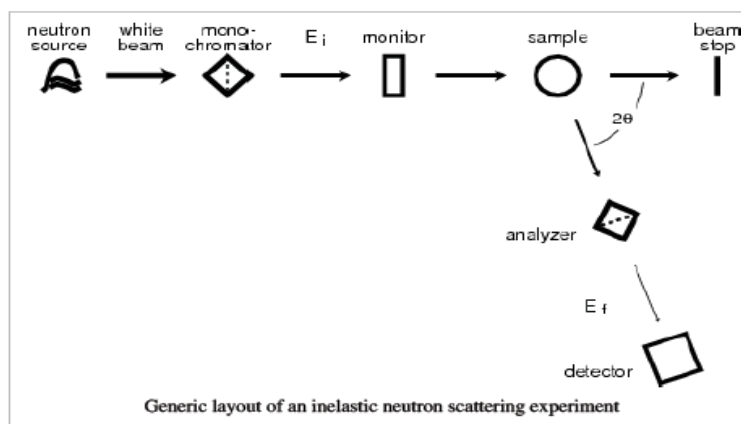 neutron source
white beam
mono-chromator
E i
monitor
sample
beam stop
2θ
analyzer
E f
detector
Generic layout of an inelastic neutron scattering experiment